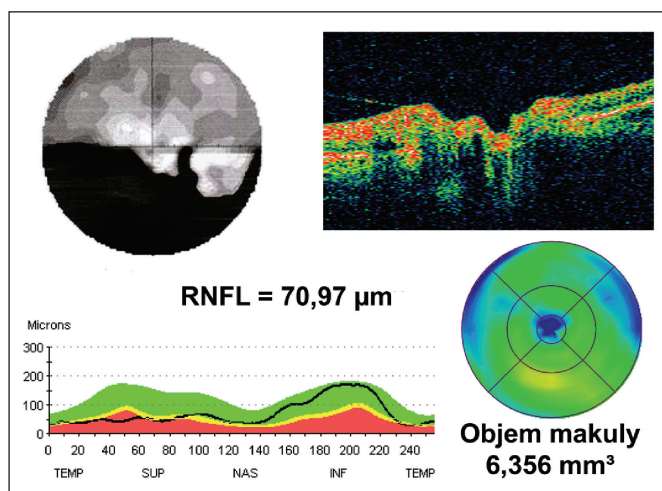 RNFL = 70,97 µm
Microns
300
200
100
0
0 20 40 60 80 100 120 140 160 180 200 220 240
TEMP SUP NAS INF TEMP
Objem makuly
6,356 mm³